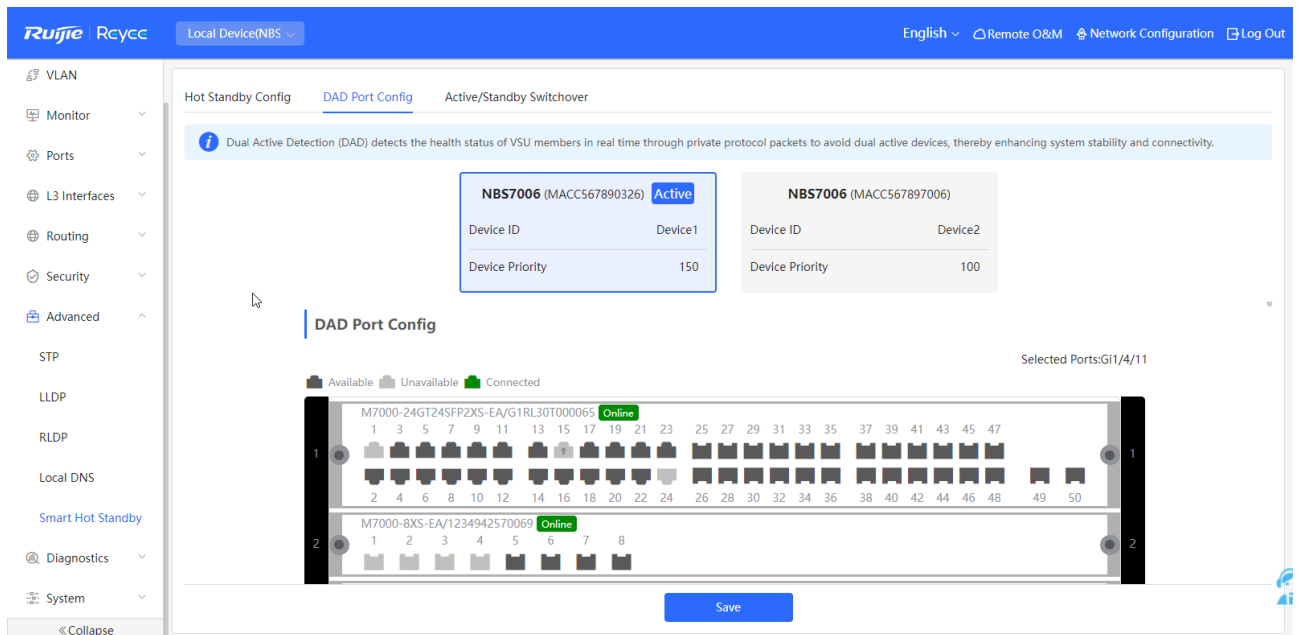 Ruijie | Rcycc
Local Device(NBS
English
Remote O&M
Network Configuration
Log Out
VLAN
Monitor
Ports
L3 Interfaces
Routing
Security
Advanced
STP
LLDP
RLDP
Local DNS
Smart Hot Standby
Diagnostics
System
«Collapse
Hot Standby Config
DAD Port Config
Active/Standby Switchover
i Dual Active Detection (DAD) detects the health status of VSU members in real time through private protocol packets to avoid dual active devices, thereby enhancing system stability and connectivity.
NBS7006 (MACC567890326) Active
Device ID Device1
Device Priority 150
NBS7006 (MACC567897006)
Device ID Device2
Device Priority 100
DAD Port Config
Selected Ports:Gi1/4/11
Available Unavailable Connected
M7000-24GT24SFP2XS-EA/G1RL30T000065 Online
1 3 5 7 9 11 13 15 17 19 21 23 25 27 29 31 33 35 37 39 41 43 45 47
1 1
2 4 6 8 10 12 14 16 18 20 22 24 26 28 30 32 34 36 38 40 42 44 46 48 49 50
M7000-8XS-EA/1234942570069 Online
1 2 3 4 5 6 7 8
2 2
Save